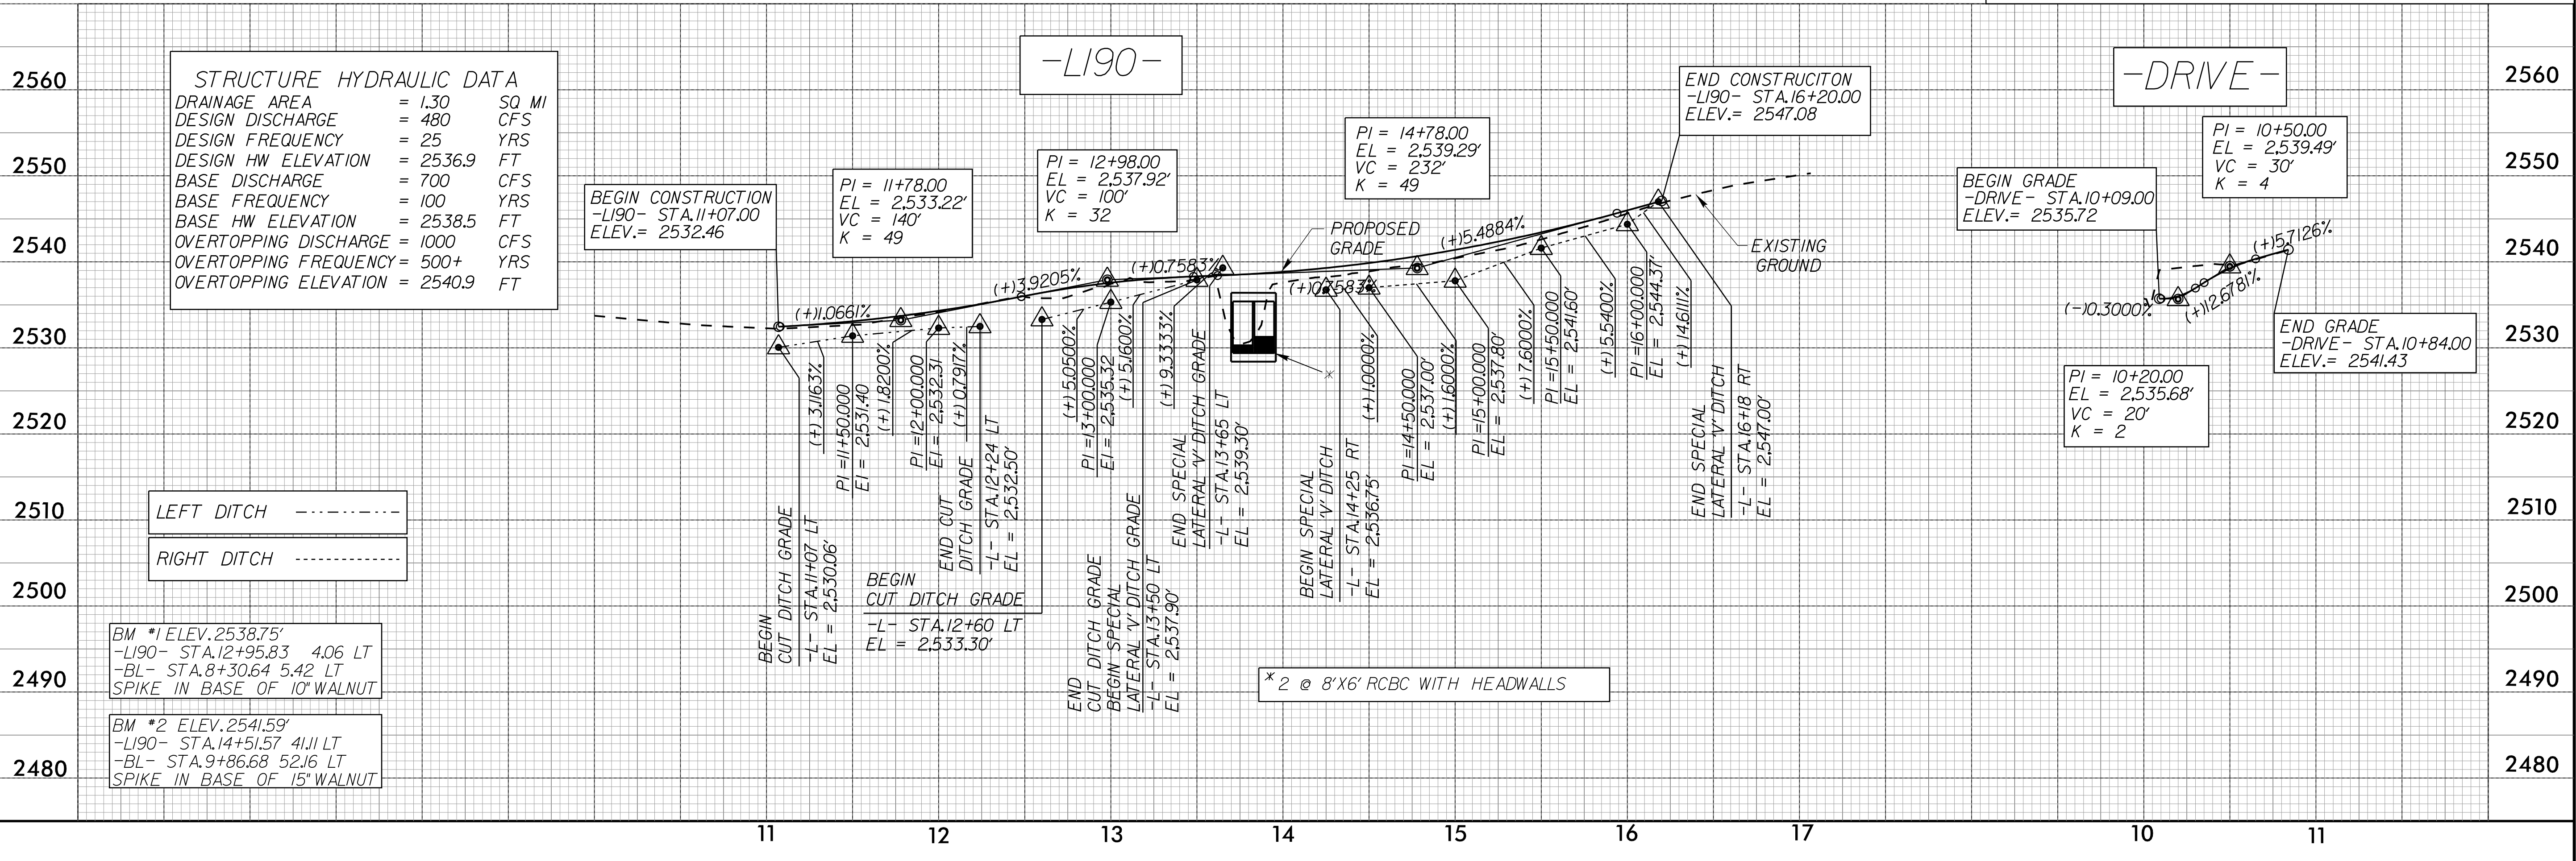 -L190-
-DRIVE-
2560
2550
2540
2530
2520
2510
2500
2490
2480
STRUCTURE HYDRAULIC DATA
DRAINAGE AREA = 1.30 SQ MI
DESIGN DISCHARGE = 480 CFS
DESIGN FREQUENCY = 25 YRS
DESIGN HW ELEVATION = 2536.9 FT
BASE DISCHARGE = 700 CFS
BASE FREQUENCY = 100 YRS
BASE HW ELEVATION = 2538.5 FT
OVERTOPPING DISCHARGE = 1000 CFS
OVERTOPPING FREQUENCY = 500+ YRS
OVERTOPPING ELEVATION = 2540.9 FT
LEFT DITCH
RIGHT DITCH
BM #1 ELEV.2538.75'
-L190- STA.12+95.83 4.06 LT
-BL- STA.8+30.64 5.42 LT
SPIKE IN BASE OF 10" WALNUT
BM #2 ELEV.2541.59'
-L190- STA.14+51.57 41.11 LT
-BL- STA.9+86.68 52.16 LT
SPIKE IN BASE OF 15" WALNUT
BEGIN CONSTRUCTION
-L190- STA.11+07.00
ELEV.= 2532.46
PI = 11+78.00
EL = 2,533.22'
VC = 140'
K = 49
PI = 12+98.00
EL = 2,537.92'
VC = 100'
K = 32
PI = 14+78.00
EL = 2,539.29'
VC = 232'
K = 49
END CONSTRUCITON
-L190- STA.16+20.00
ELEV.= 2547.08
PROPOSED
GRADE
EXISTING
GROUND
(+)1.0661%
(+)3.9205%
(+)0.7583%
(+)0.7583%
(+)5.4884%
BEGIN
CUT DITCH GRADE
-L- STA.11+07 LT
EL = 2,530.06'
(+) 3.1163%
PI =11+50.000
El = 2,531.40
(+)1.8200%
PI =12+00.000
El = 2,532.31
(+)0.7917%
END CUT
DITCH GRADE
-L- STA.12+24 LT
EL = 2,532.50'
BEGIN
CUT DITCH GRADE
-L- STA.12+60 LT
EL = 2,533.30'
(+)5.0500%
PI =13+00.000
El = 2,535.32
(+) 5.1600%
END
CUT DITCH GRADE
BEGIN SPECIAL
LATERAL 'V' DITCH GRADE
-L- STA.13+50 LT
EL = 2,537.90'
(+) 9.3333%
END SPECIAL
LATERAL 'V' DITCH GRADE
-L- STA.13+65 LT
EL = 2,539.30'
*
BEGIN SPECIAL
LATERAL 'V' DITCH
-L- STA.14+25 RT
EL = 2,536.75'
(+)1.0000%
PI =14+50.000
EL = 2,537.00'
(+)1.6000%
PI =15+00.000
EL = 2,537.80'
(+)7.6000%
PI =15+50.000
EL = 2,541.60'
(+) 5.5400%
PI =16+00.000
EL = 2,544.37'
(+) 14.6111%
END SPECIAL
LATERAL 'V' DITCH
-L- STA.16+18 RT
EL = 2,547.00'
* 2 @ 8'X6' RCBC WITH HEADWALLS
BEGIN GRADE
-DRIVE- STA.10+09.00
ELEV.= 2535.72
PI = 10+50.00
EL = 2,539.49'
VC = 30'
K = 4
(-)0.3000%
(+)12.6781%
(+)5.7126%
END GRADE
-DRIVE- STA.10+84.00
ELEV.= 2541.43
PI = 10+20.00
EL = 2,535.68'
VC = 20'
K = 2
2560
2550
2540
2530
2520
2510
2500
2490
2480
11 12 13 14 15 16 17 10 11